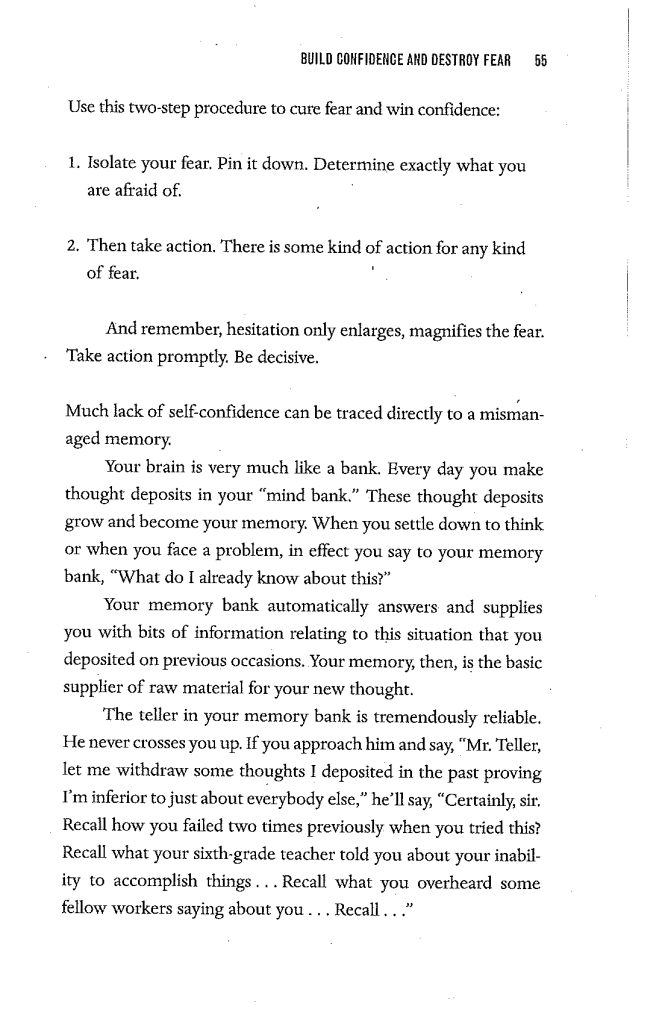 BUILD CONFIDENCE AND DESTROY FEAR 55
Use this two-step procedure to cure fear and win confidence:
1. Isolate your fear. Pin it down. Determine exactly what you
are afraid of.
2. Then take action. There is some kind of action for any kind
of fear.
And remember, hesitation only enlarges, magnifies the fear.
Take action promptly. Be decisive.
Much lack of self-confidence can be traced directly to a misman-
aged memory.
Your brain is very much like a bank. Every day you make
thought deposits in your “mind bank.” These thought deposits
grow and become your memory. When you settle down to think
or when you face a problem, in effect you say to your memory
bank, “What do I already know about this?”
Your memory bank automatically answers and supplies
you with bits of information relating to this situation that you
deposited on previous occasions. Your memory, then, is the basic
supplier of raw material for your new thought.
The teller in your memory bank is tremendously reliable.
He never crosses you up. If you approach him and say, “Mr. Teller,
let me withdraw some thoughts I deposited in the past proving
I’m inferior to just about everybody else,” he’ll say, “Certainly, sir.
Recall how you failed two times previously when you tried this?
Recall what your sixth-grade teacher told you about your inabil-
ity to accomplish things . . . Recall what you overheard some
fellow workers saying about you . . . Recall . . .”